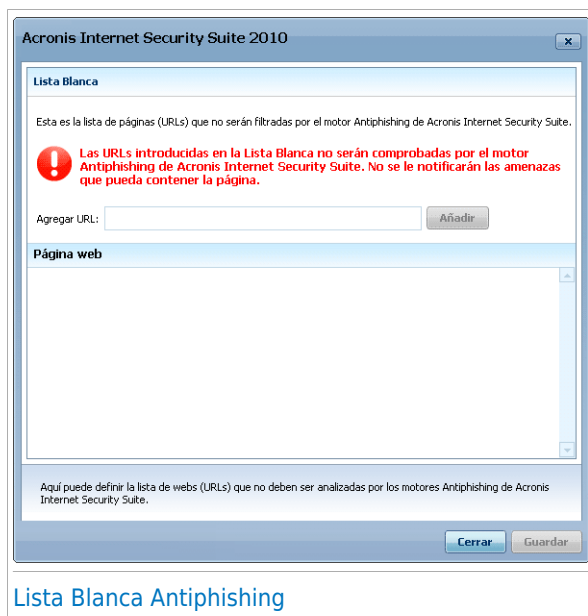 Acronis Internet Security Suite 2010
Lista Blanca
Esta es la lista de páginas (URLs) que no serán filtradas por el motor Antiphishing de Acronis Internet Security Suite.
Las URLs introducidas en la Lista Blanca no serán comprobadas por el motor
Antiphishing de Acronis Internet Security Suite. No se le notificarán las amenazas
que pueda contener la página.
Agregar URL:
Añadir
Página web
Aquí puede definir la lista de webs (URLs) que no deben ser analizadas por los motores Antiphishing de Acronis
Internet Security Suite.
Cerrar
Guardar
Lista Blanca Antiphishing